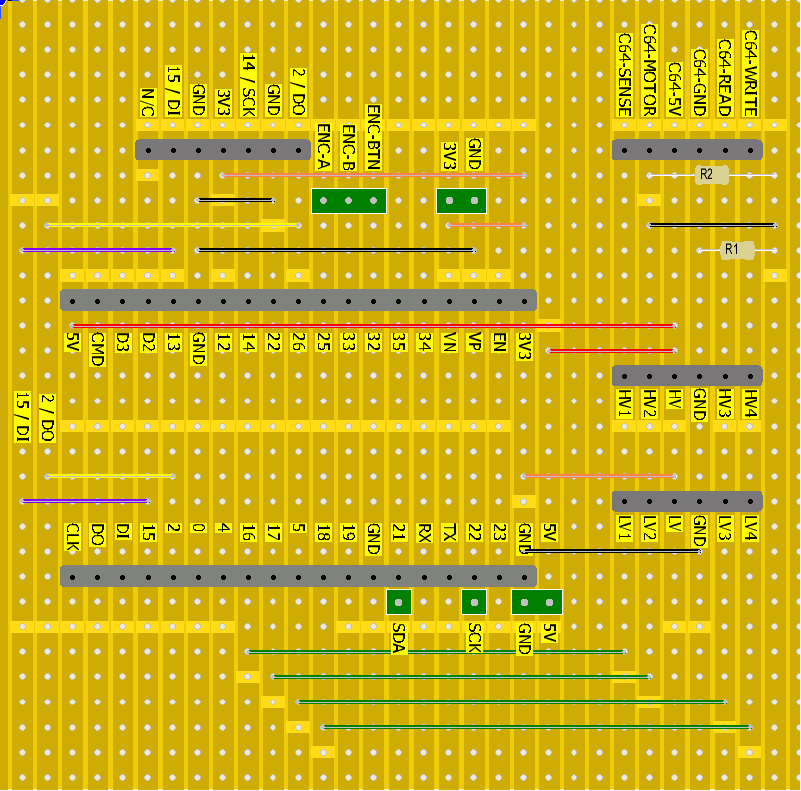 N/C
15 / DI
GND
3V3
14 / SCK
GND
2 / DO
ENC-A
ENC-B
ENC-BTN
3V3
GND
C64-SENSE
C64-MOTOR
C64-5V
C64-GND
C64-READ
C64-WRITE
R2
R1
5V
CMD
D3
D2
13
GND
12
14
22
26
25
33
32
35
34
VN
VP
EN
3V3
HV1
HV2
HV
GND
HV3
HV4
15 / DI
2 / DO
CLK
DO
DI
15
2
0
4
16
17
5
18
19
GND
21
RX
TX
22
23
GND
5V
LV1
LV2
LV
GND
LV3
LV4
SDA
SCK
GND
5V